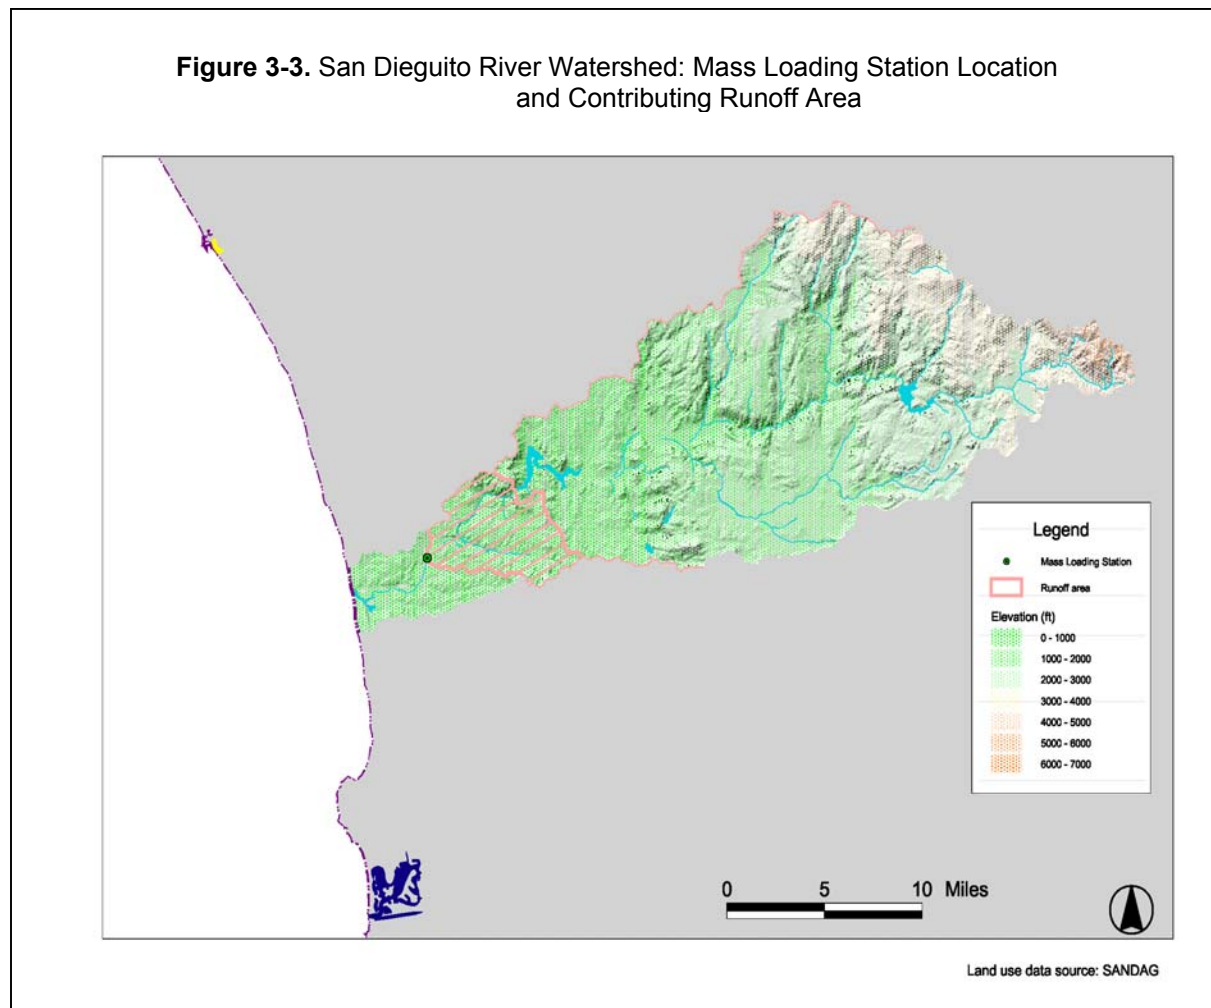 Figure 3-3. San Dieguito River Watershed: Mass Loading Station Location
and Contributing Runoff Area
Legend
Mass Loading Station
Runoff area
Elevation (ft)
0 - 1000
1000 - 2000
2000 - 3000
3000 - 4000
4000 - 5000
5000 - 6000
6000 - 7000
0 5 10 Miles
Land use data source: SANDAG